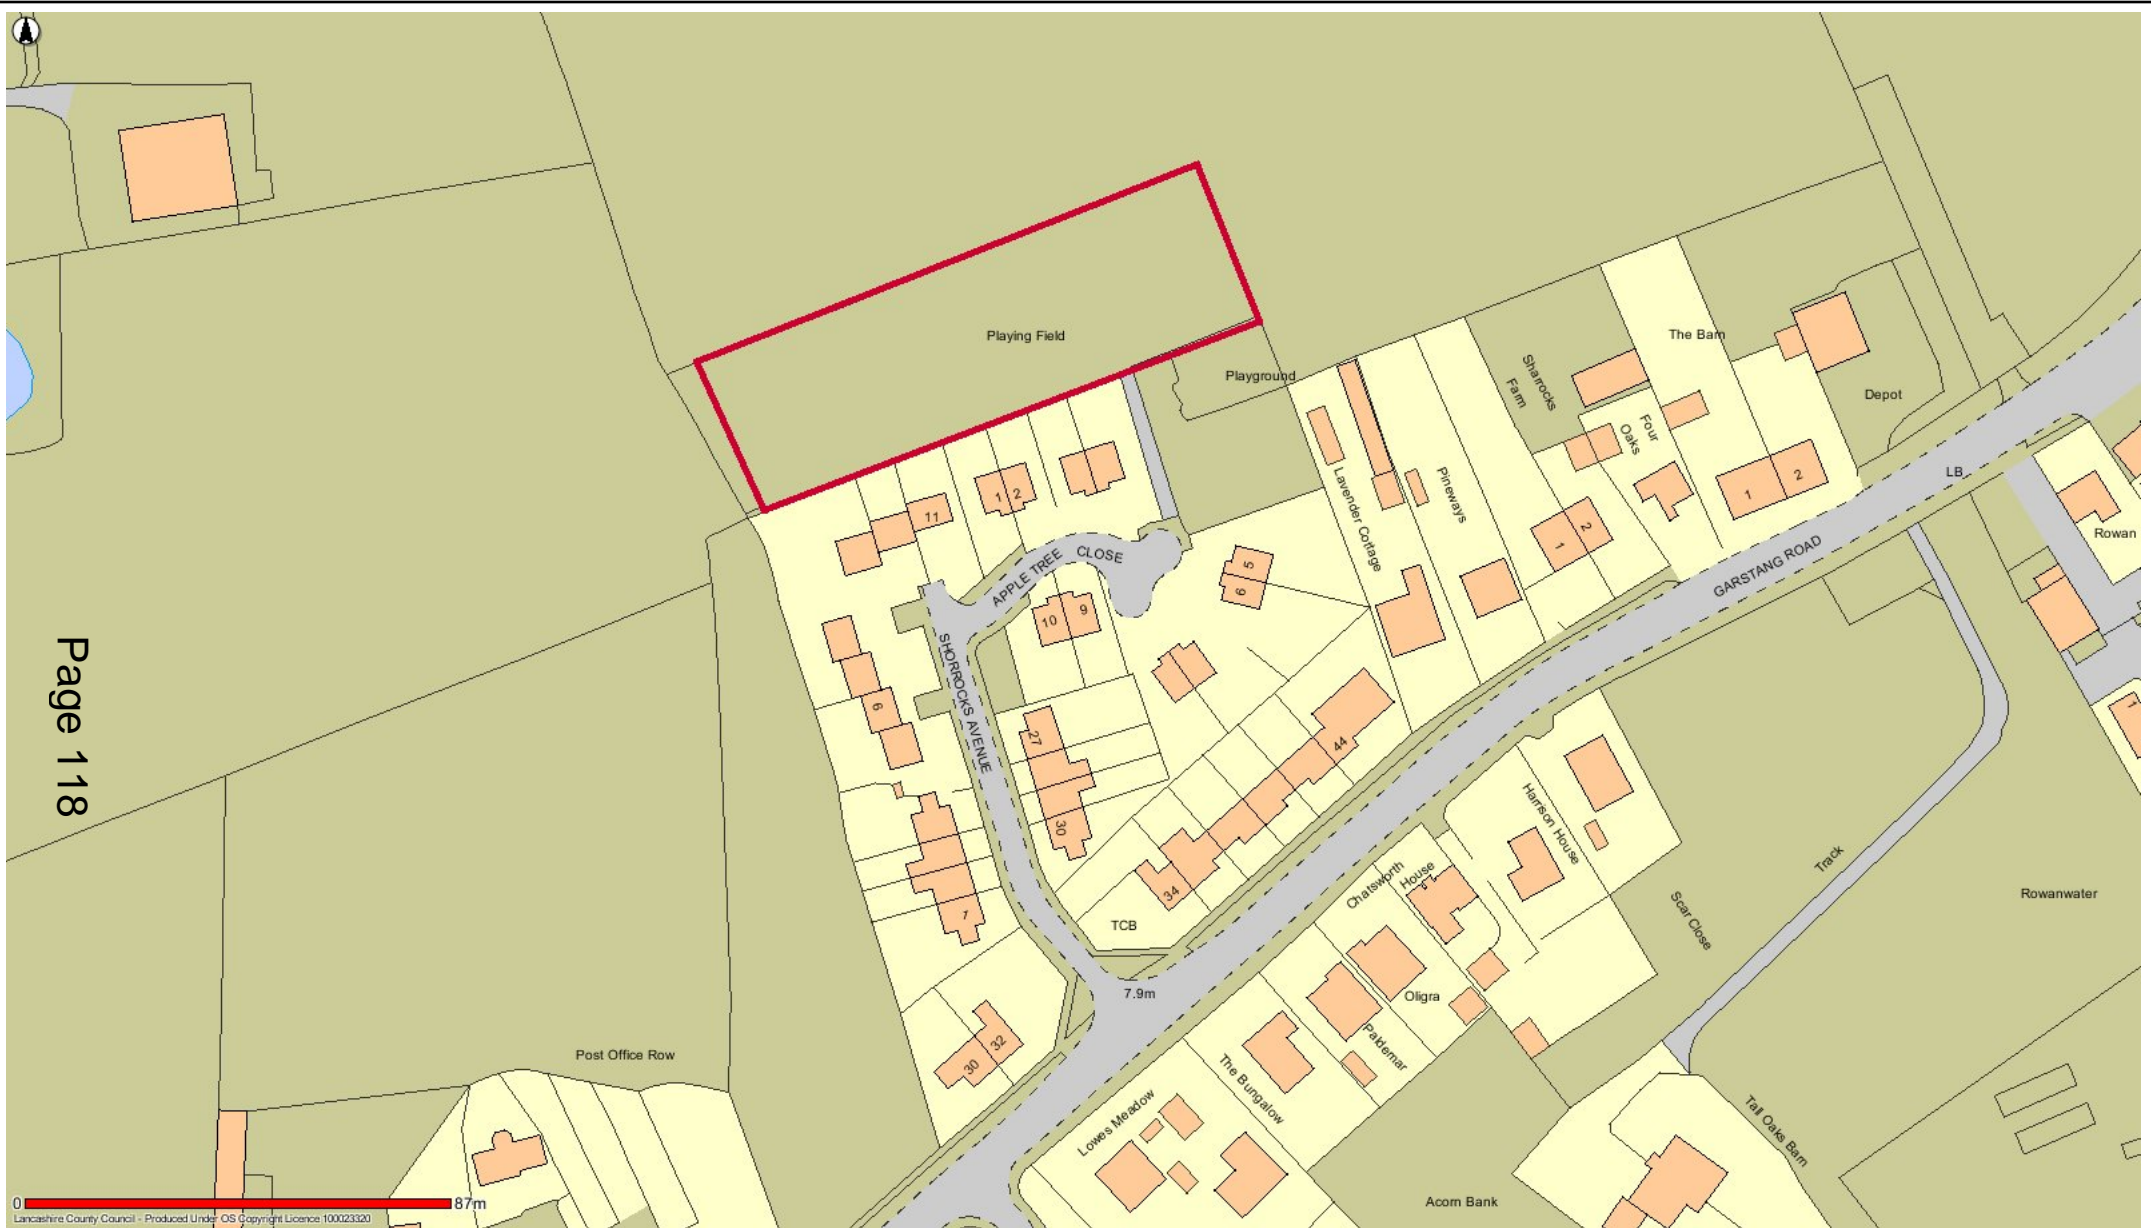 Playing Field
Playground
The Barn
Sharrocks
Farm
Four
Oaks
Depot
1
2
Lavender Cottage
Pineways
1
2
LB
Rowan
GARSTANG ROAD
11
1
2
APPLE TREE CLOSE
5
6
10
9
SHORROCKS AVENUE
6
27
30
44
34
1
TCB
7.9m
30
32
Harrison House
Chatsworth
House
Scar Close
Track
Rowanwater
1
Oligra
Paldemar
The Bungalow
Lowes Meadow
Tall Oaks Barn
Acorn Bank
Post Office Row
Page 118
0
87m
Lancashire County Council - Produced Under OS Copyright Licence 100023320